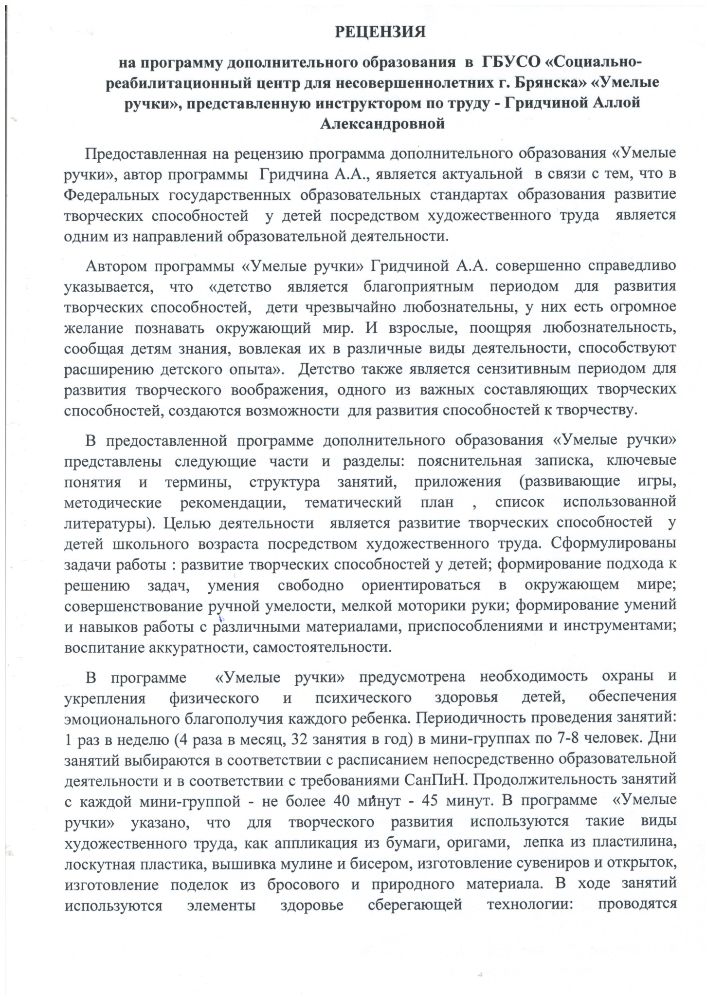 РЕЦЕНЗИЯ
на программу дополнительного образования в ГБУСО «Социально-
реабилитационный центр для несовершеннолетних г. Брянска» «Умелые
ручки», представленную инструктором по труду - Гридчиной Аллой
Александровной
Предоставленная на рецензию программа дополнительного образования «Умелые
ручки», автор программы Гридчина А.А., является актуальной в связи с тем, что в
Федеральных государственных образовательных стандартах образования развитие
творческих способностей у детей посредством художественного труда является
одним из направлений образовательной деятельности.
Автором программы «Умелые ручки» Гридчиной А.А. совершенно справедливо
указывается, что «детство является благоприятным периодом для развития
творческих способностей, дети чрезвычайно любознательны, у них есть огромное
желание познавать окружающий мир. И взрослые, поощряя любознательность,
сообщая детям знания, вовлекая их в различные виды деятельности, способствуют
расширению детского опыта». Детство также является сензитивным периодом для
развития творческого воображения, одного из важных составляющих творческих
способностей, создаются возможности для развития способностей к творчеству.
В предоставленной программе дополнительного образования «Умелые ручки»
представлены следующие части и разделы: пояснительная записка, ключевые
понятия и термины, структура занятий, приложения (развивающие игры,
методические рекомендации, тематический план , список использованной
литературы). Целью деятельности является развитие творческих способностей у
детей школьного возраста посредством художественного труда. Сформулированы
задачи работы : развитие творческих способностей у детей; формирование подхода к
решению задач, умения свободно ориентироваться в окружающем мире;
совершенствование ручной умелости, мелкой моторики руки; формирование умений
и навыков работы с различными материалами, приспособлениями и инструментами;
воспитание аккуратности, самостоятельности.
В программе «Умелые ручки» предусмотрена необходимость охраны и
укрепления физического и психического здоровья детей, обеспечения
эмоционального благополучия каждого ребенка. Периодичность проведения занятий:
1 раз в неделю (4 раза в месяц, 32 занятия в год) в мини-группах по 7-8 человек. Дни
занятий выбираются в соответствии с расписанием непосредственно образовательной
деятельности и в соответствии с требованиями СанПиН. Продолжительность занятий
с каждой мини-группой - не более 40 минут - 45 минут. В программе «Умелые
ручки» указано, что для творческого развития используются такие виды
художественного труда, как аппликация из бумаги, оригами, лепка из пластилина,
лоскутная пластика, вышивка мулине и бисером, изготовление сувениров и открыток,
изготовление поделок из бросового и природного материала. В ходе занятий
используются элементы здоровье сберегающей технологии: проводятся